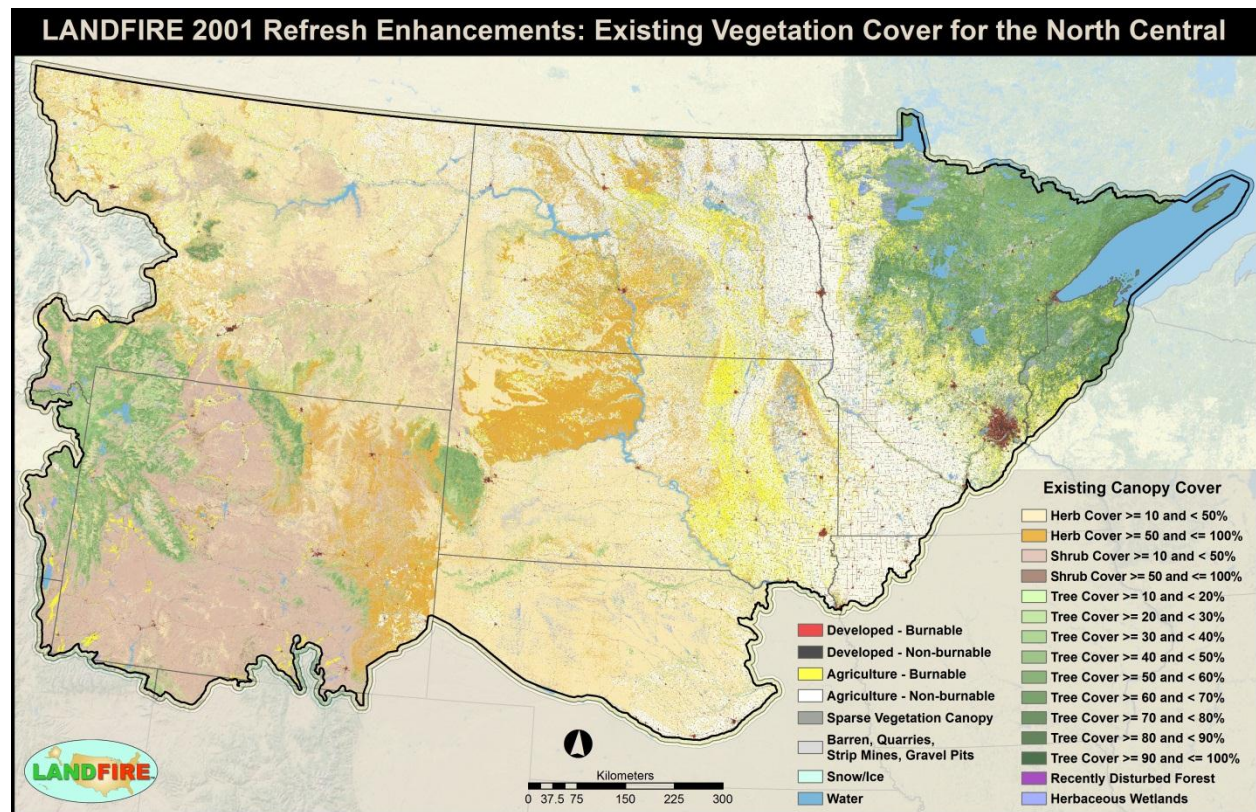 LANDFIRE 2001 Refresh Enhancements: Existing Vegetation Cover for the North Central
Existing Canopy Cover
Herb Cover >= 10 and < 50%
Herb Cover >= 50 and <= 100%
Shrub Cover >= 10 and < 50%
Shrub Cover >= 50 and <= 100%
Tree Cover >= 10 and < 20%
Tree Cover >= 20 and < 30%
Tree Cover >= 30 and < 40%
Tree Cover >= 40 and < 50%
Tree Cover >= 50 and < 60%
Tree Cover >= 60 and < 70%
Tree Cover >= 70 and < 80%
Tree Cover >= 80 and < 90%
Tree Cover >= 90 and <= 100%
Recently Disturbed Forest
Herbaceous Wetlands
Developed - Burnable
Developed - Non-burnable
Agriculture - Burnable
Agriculture - Non-burnable
Sparse Vegetation Canopy
Barren, Quarries,
Strip Mines, Gravel Pits
Snow/Ice
Water
Kilometers
0 37.5 75 150 225 300
LANDFIRE